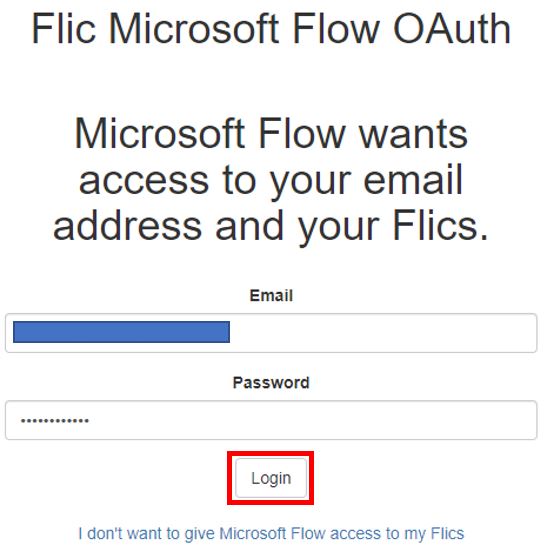 Flic Microsoft Flow OAuth
Microsoft Flow wants
access to your email
address and your Flics.
Email
Password
••••••••••••
Login
I don't want to give Microsoft Flow access to my Flics